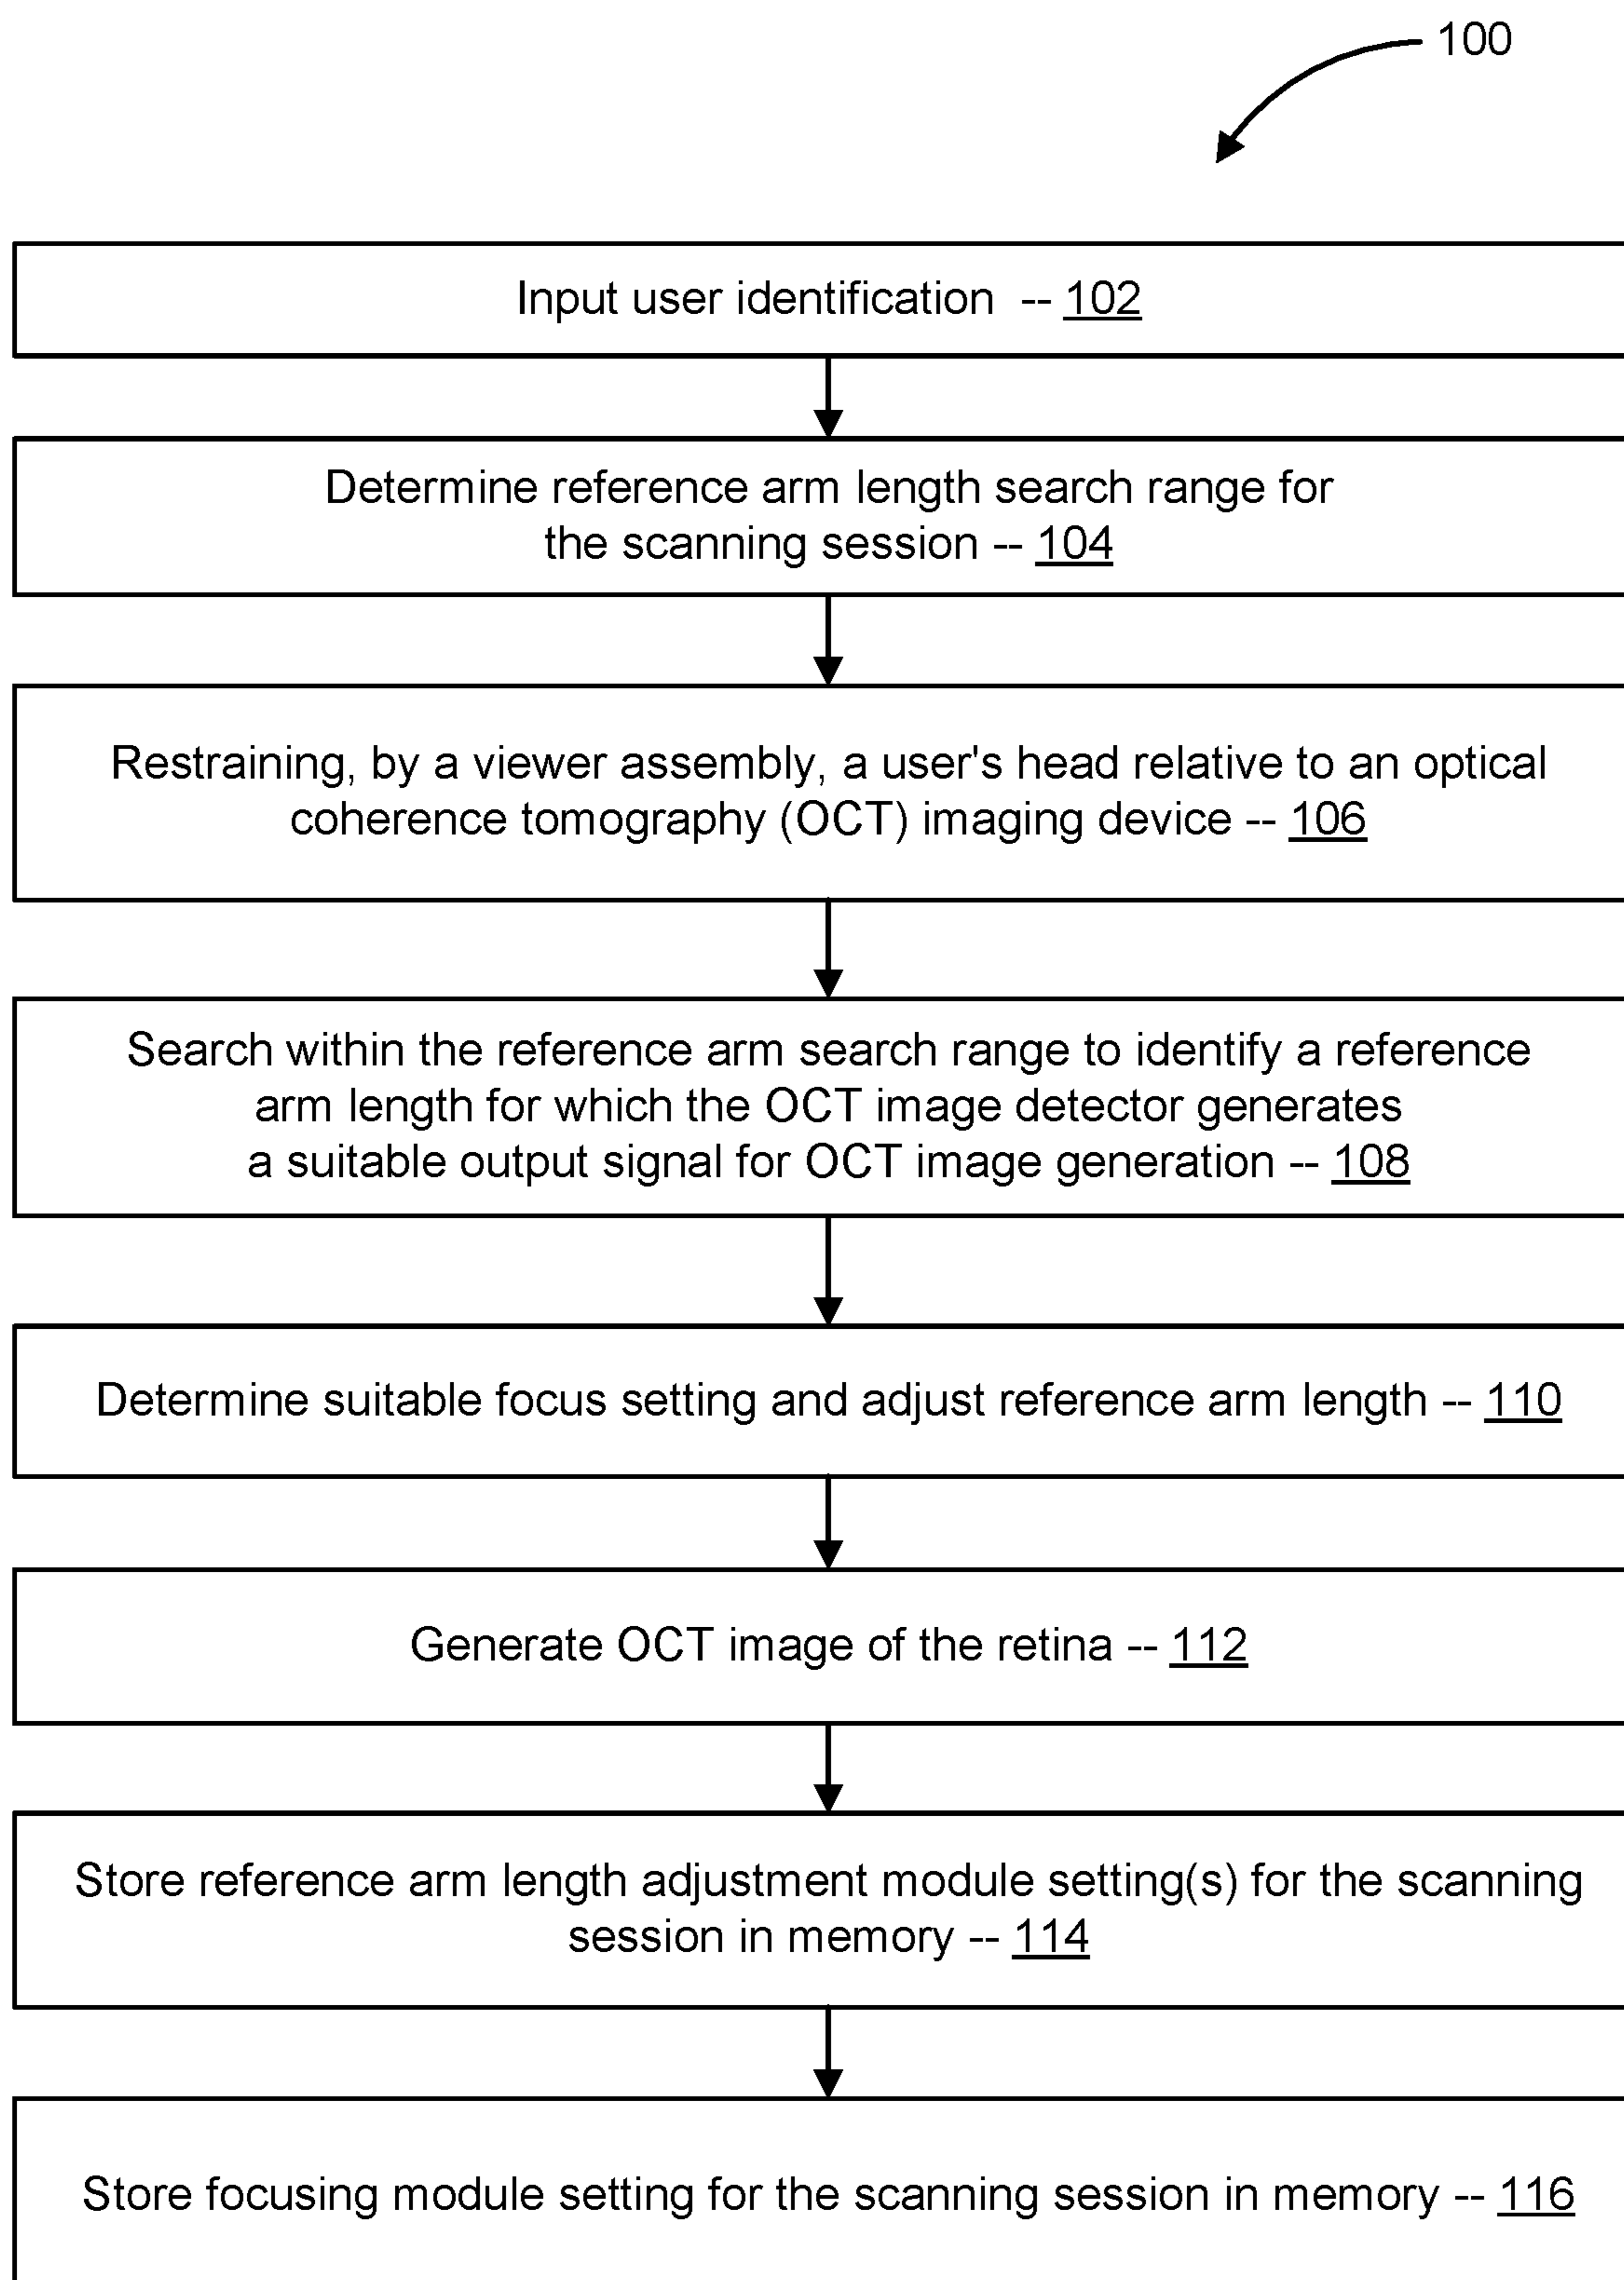 100
Input user identification -- 102
Determine reference arm length search range for
the scanning session -- 104
Restraining, by a viewer assembly, a user's head relative to an optical
coherence tomography (OCT) imaging device -- 106
Search within the reference arm search range to identify a reference
arm length for which the OCT image detector generates
a suitable output signal for OCT image generation -- 108
Determine suitable focus setting and adjust reference arm length -- 110
Generate OCT image of the retina -- 112
Store reference arm length adjustment module setting(s) for the scanning
session in memory -- 114
Store focusing module setting for the scanning session in memory -- 116